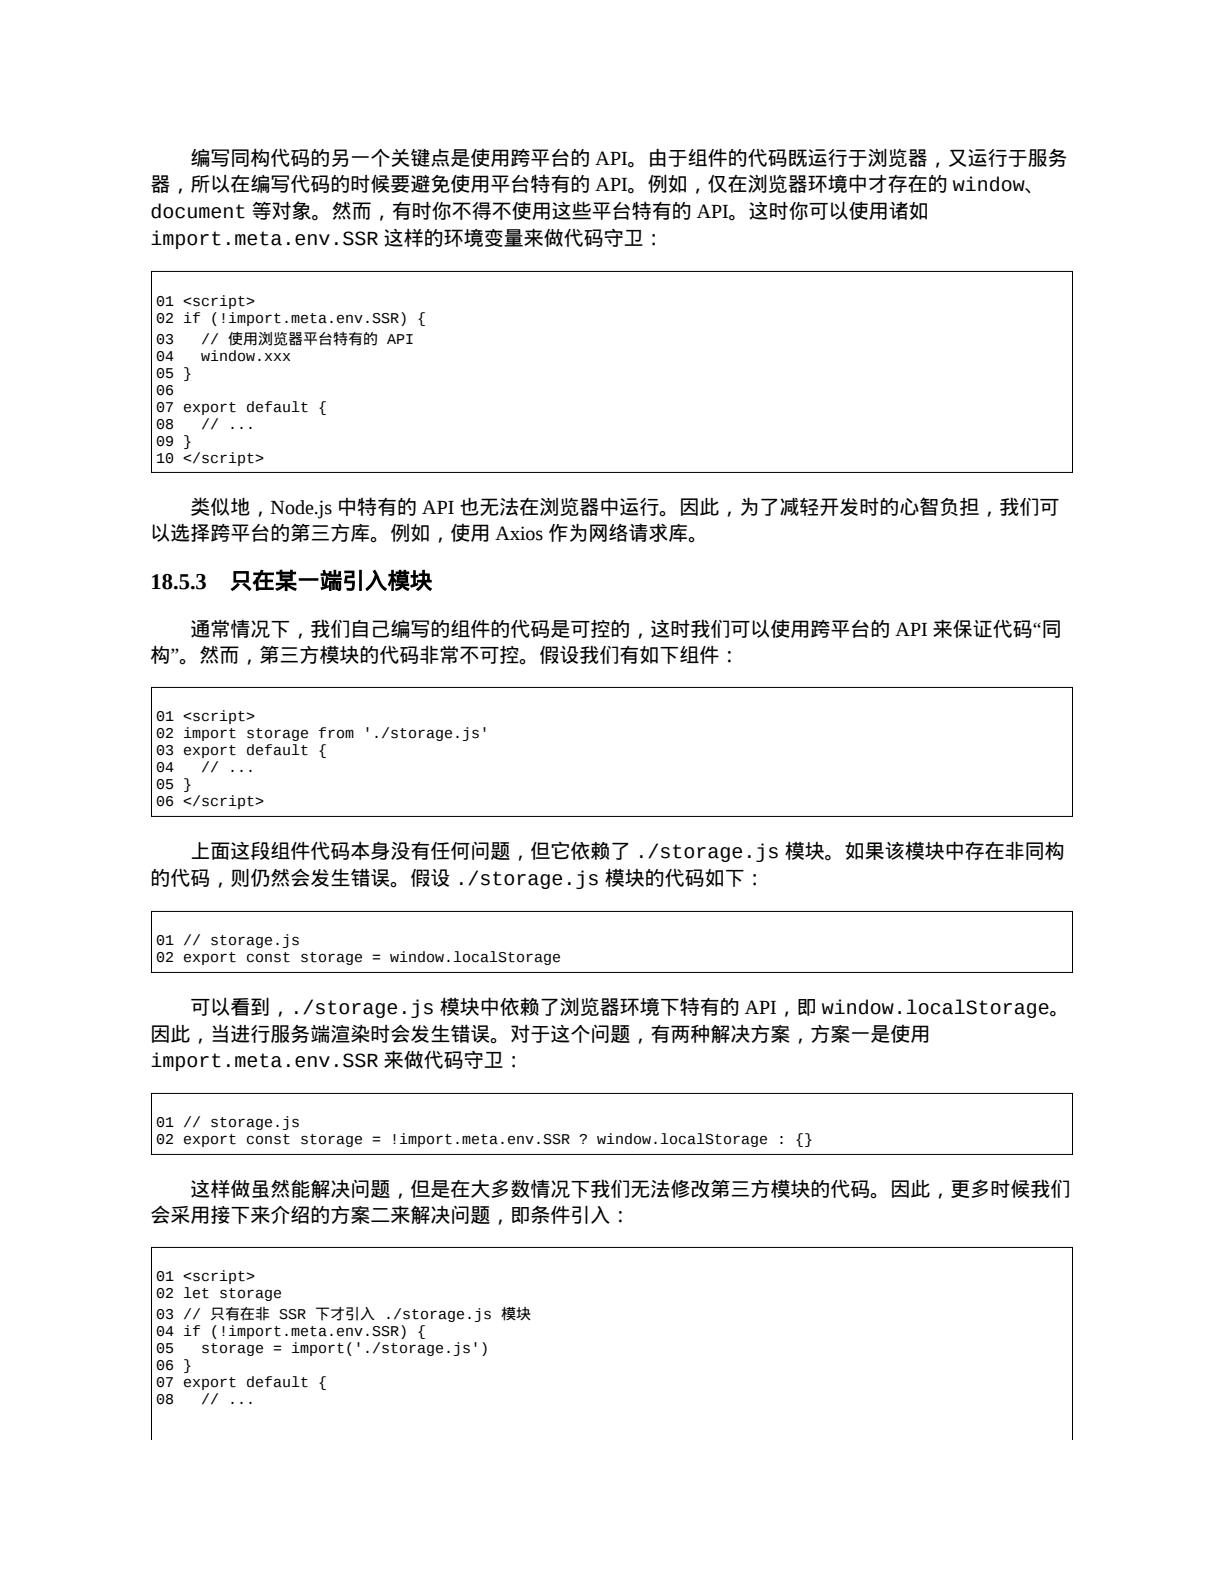 编写同构代码的另一个关键点是使用跨平台的 API。由于组件的代码既运行于浏览器，又运行于服务
器，所以在编写代码的时候要避免使用平台特有的 API。例如，仅在浏览器环境中才存在的 window、
document 等对象。然而，有时你不得不使用这些平台特有的 API。这时你可以使用诸如
import.meta.env.SSR 这样的环境变量来做代码守卫：
01 <script>
02 if (!import.meta.env.SSR) {
03   // 使用浏览器平台特有的 API
04   window.xxx
05 }
06
07 export default {
08   // ...
09 }
10 </script>
类似地，Node.js 中特有的 API 也无法在浏览器中运行。因此，为了减轻开发时的心智负担，我们可
以选择跨平台的第三方库。例如，使用 Axios 作为网络请求库。
18.5.3 只在某一端引入模块
通常情况下，我们自己编写的组件的代码是可控的，这时我们可以使用跨平台的 API 来保证代码“同
构”。然而，第三方模块的代码非常不可控。假设我们有如下组件：
01 <script>
02 import storage from './storage.js'
03 export default {
04   // ...
05 }
06 </script>
上面这段组件代码本身没有任何问题，但它依赖了 ./storage.js 模块。如果该模块中存在非同构
的代码，则仍然会发生错误。假设 ./storage.js 模块的代码如下：
01 // storage.js
02 export const storage = window.localStorage
可以看到，./storage.js 模块中依赖了浏览器环境下特有的 API，即 window.localStorage。
因此，当进行服务端渲染时会发生错误。对于这个问题，有两种解决方案，方案一是使用
import.meta.env.SSR 来做代码守卫：
01 // storage.js
02 export const storage = !import.meta.env.SSR ? window.localStorage : {}
这样做虽然能解决问题，但是在大多数情况下我们无法修改第三方模块的代码。因此，更多时候我们
会采用接下来介绍的方案二来解决问题，即条件引入：
01 <script>
02 let storage
03 // 只有在非 SSR 下才引入 ./storage.js 模块
04 if (!import.meta.env.SSR) {
05   storage = import('./storage.js')
06 }
07 export default {
08   // ...